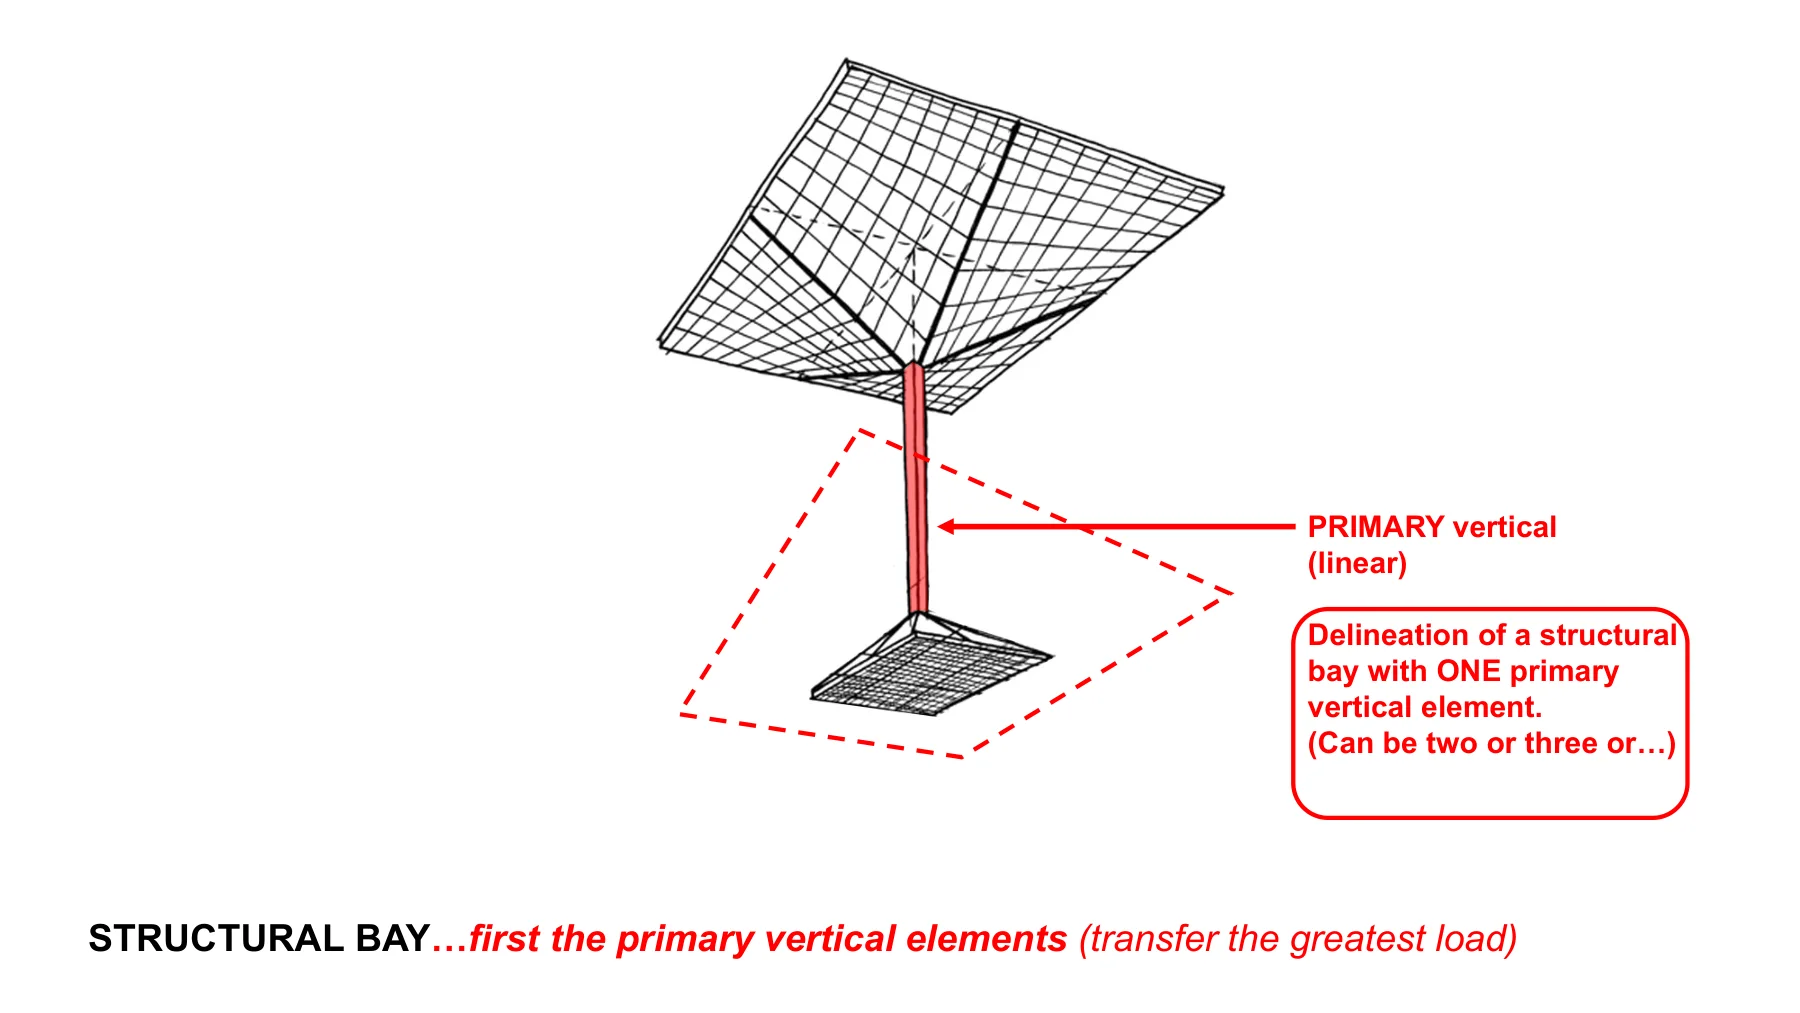 PRIMARY vertical
(linear)
Delineation of a structural
bay with ONE primary
vertical element.
(Can be two or three or…)
STRUCTURAL BAY…first the primary vertical elements (transfer the greatest load)